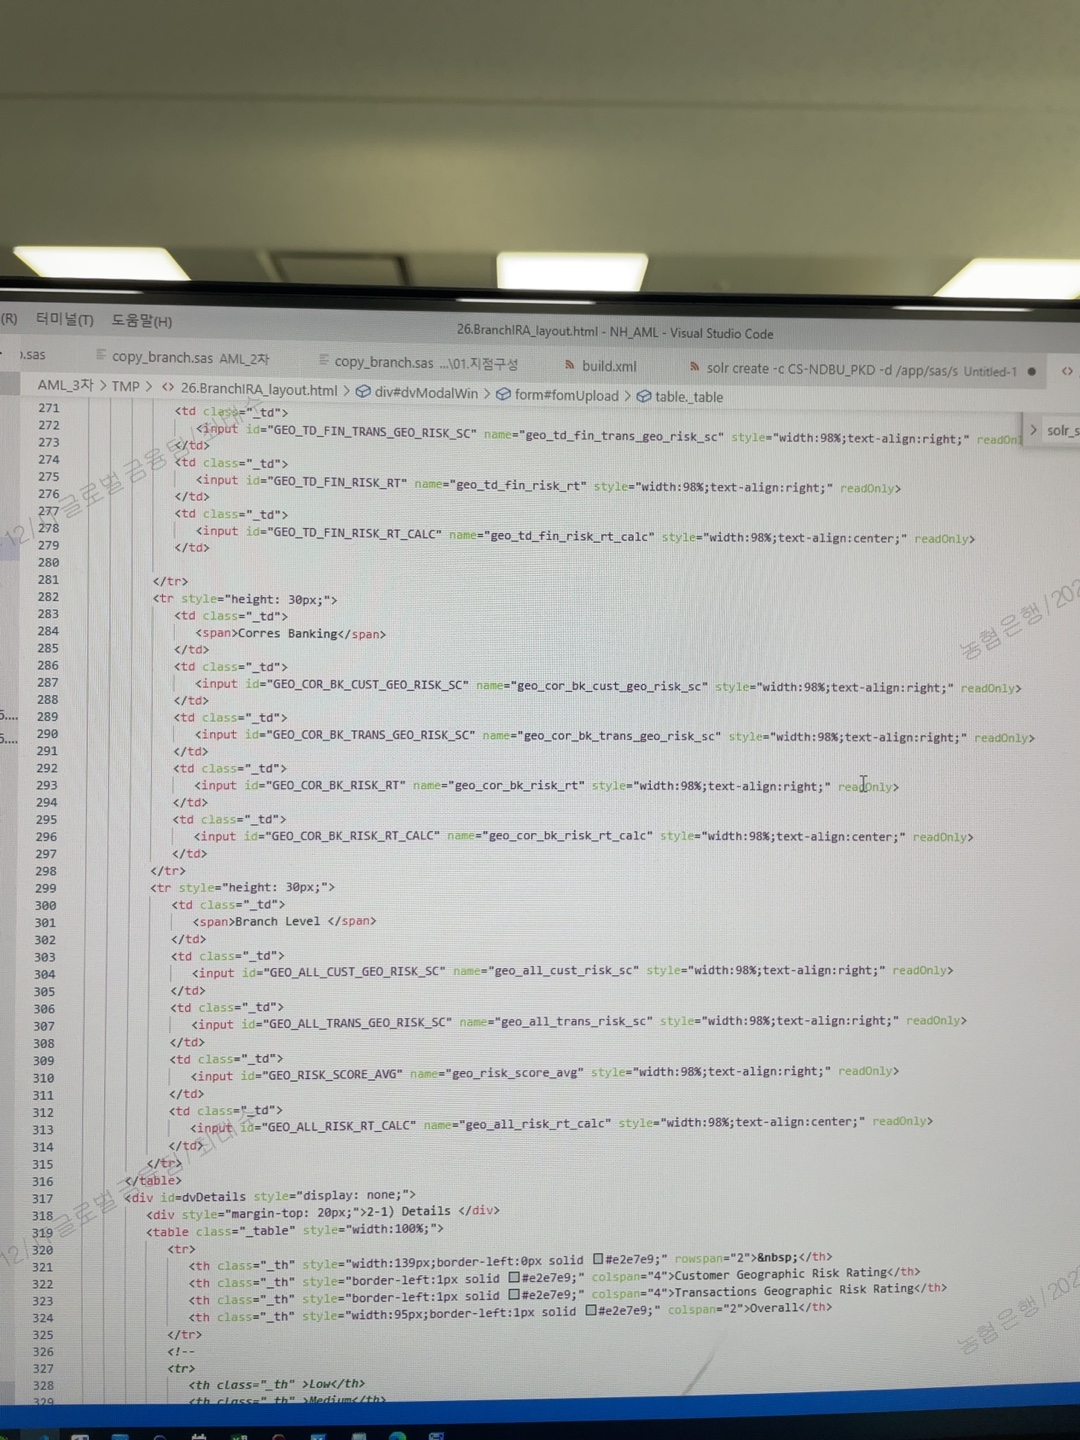 (R) 터미널(T) 도움말(H)
26.BranchIRA_layout.html - NH_AML - Visual Studio Code
.sas copy_branch.sas AML_2차 copy_branch.sas ...\01.지점구성 build.xml solr create -c CS-NDBU_PKD -d /app/sas/s Untitled-1 ●
AML_3차 > TMP > <> 26.BranchIRA_layout.html > div#dvModalWin > form#fomUpload > table._table
> solr_s
271 <td class="_td">
272 <input id="GEO_TD_FIN_TRANS_GEO_RISK_SC" name="geo_td_fin_trans_geo_risk_sc" style="width:98%;text-align:right;" readOn
273 </td>
274 <td class="_td">
275 <input id="GEO_TD_FIN_RISK_RT" name="geo_td_fin_risk_rt" style="width:98%;text-align:right;" readOnly>
276 </td>
277 <td class="_td">
278 <input id="GEO_TD_FIN_RISK_RT_CALC" name="geo_td_fin_risk_rt_calc" style="width:98%;text-align:center;" readOnly>
279 </td>
280
281 </tr>
282 <tr style="height: 30px;">
283 <td class="_td">
284 <span>Corres Banking</span>
285 </td>
286 <td class="_td">
287 <input id="GEO_COR_BK_CUST_GEO_RISK_SC" name="geo_cor_bk_cust_geo_risk_sc" style="width:98%;text-align:right;" readOnly>
288 </td>
289 <td class="_td">
290 <input id="GEO_COR_BK_TRANS_GEO_RISK_SC" name="geo_cor_bk_trans_geo_risk_sc" style="width:98%;text-align:right;" readOnly>
291 </td>
292 <td class="_td">
293 <input id="GEO_COR_BK_RISK_RT" name="geo_cor_bk_risk_rt" style="width:98%;text-align:right;" readOnly>
294 </td>
295 <td class="_td">
296 <input id="GEO_COR_BK_RISK_RT_CALC" name="geo_cor_bk_risk_rt_calc" style="width:98%;text-align:center;" readOnly>
297 </td>
298 </tr>
299 <tr style="height: 30px;">
300 <td class="_td">
301 <span>Branch Level </span>
302 </td>
303 <td class="_td">
304 <input id="GEO_ALL_CUST_GEO_RISK_SC" name="geo_all_cust_risk_sc" style="width:98%;text-align:right;" readOnly>
305 </td>
306 <td class="_td">
307 <input id="GEO_ALL_TRANS_GEO_RISK_SC" name="geo_all_trans_risk_sc" style="width:98%;text-align:right;" readOnly>
308 </td>
309 <td class="_td">
310 <input id="GEO_RISK_SCORE_AVG" name="geo_risk_score_avg" style="width:98%;text-align:right;" readOnly>
311 </td>
312 <td class="_td">
313 <input id="GEO_ALL_RISK_RT_CALC" name="geo_all_risk_rt_calc" style="width:98%;text-align:center;" readOnly>
314 </td>
315 </tr>
316 </table>
317 <div id=dvDetails style="display: none;">
318 <div style="margin-top: 20px;">2-1) Details </div>
319 <table class="_table" style="width:100%;">
320 <tr>
321 <th class="_th" style="width:139px;border-left:0px solid #e2e7e9;" rowspan="2">&nbsp;</th>
322 <th class="_th" style="border-left:1px solid #e2e7e9;" colspan="4">Customer Geographic Risk Rating</th>
323 <th class="_th" style="border-left:1px solid #e2e7e9;" colspan="4">Transactions Geographic Risk Rating</th>
324 <th class="_th" style="width:95px;border-left:1px solid #e2e7e9;" colspan="2">Overall</th>
325 </tr>
326 <!--
327 <tr>
328 <th class="_th" >Low</th>
329 <th class="_th" >Medium</th>
농협은행/202
농협은행/202